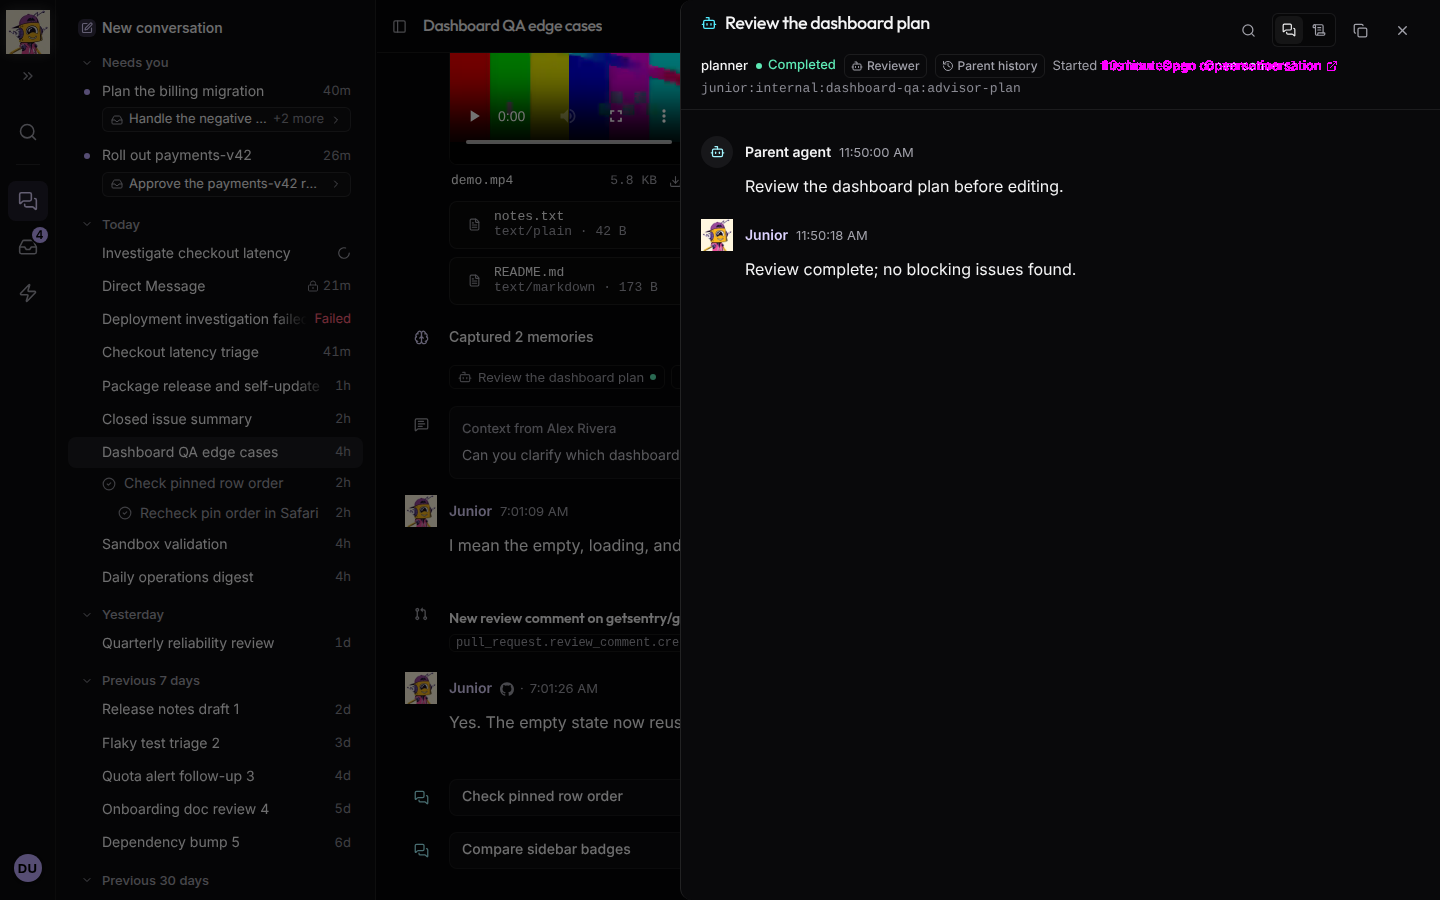 New conversation
Needs you
Plan the billing migration 40m
Handle the negative ... +2 more
Roll out payments-v42 26m
Approve the payments-v42 r...
Today
Investigate checkout latency
Direct Message 21m
Deployment investigation faile Failed
Checkout latency triage 41m
Package release and self-update 1h
Closed issue summary 2h
Dashboard QA edge cases 4h
Check pinned row order 2h
Recheck pin order in Safari 2h
Sandbox validation 4h
Daily operations digest 4h
Yesterday
Quarterly reliability review 1d
Previous 7 days
Release notes draft 1 2d
Flaky test triage 2 3d
Quota alert follow-up 3 4d
Onboarding doc review 4 5d
Dependency bump 5 6d
Previous 30 days
4
DU
Dashboard QA edge cases
0:00
demo.mp4 5.8 KB
notes.txt
text/plain · 42 B
README.md
text/markdown · 173 B
Captured 2 memories
Review the dashboard plan
Context from Alex Rivera
Can you clarify which dashboard
Junior 7:01:09 AM
I mean the empty, loading, and
New review comment on getsentry/g
pull_request.review_comment.cre
Junior · 7:01:26 AM
Yes. The empty state now reus
Check pinned row order
Compare sidebar badges
Review the dashboard plan
planner Completed Reviewer Parent history Started
junior:internal:dashboard-qa:advisor-plan
Parent agent 11:50:00 AM
Review the dashboard plan before editing.
Junior 11:50:18 AM
Review complete; no blocking issues found.